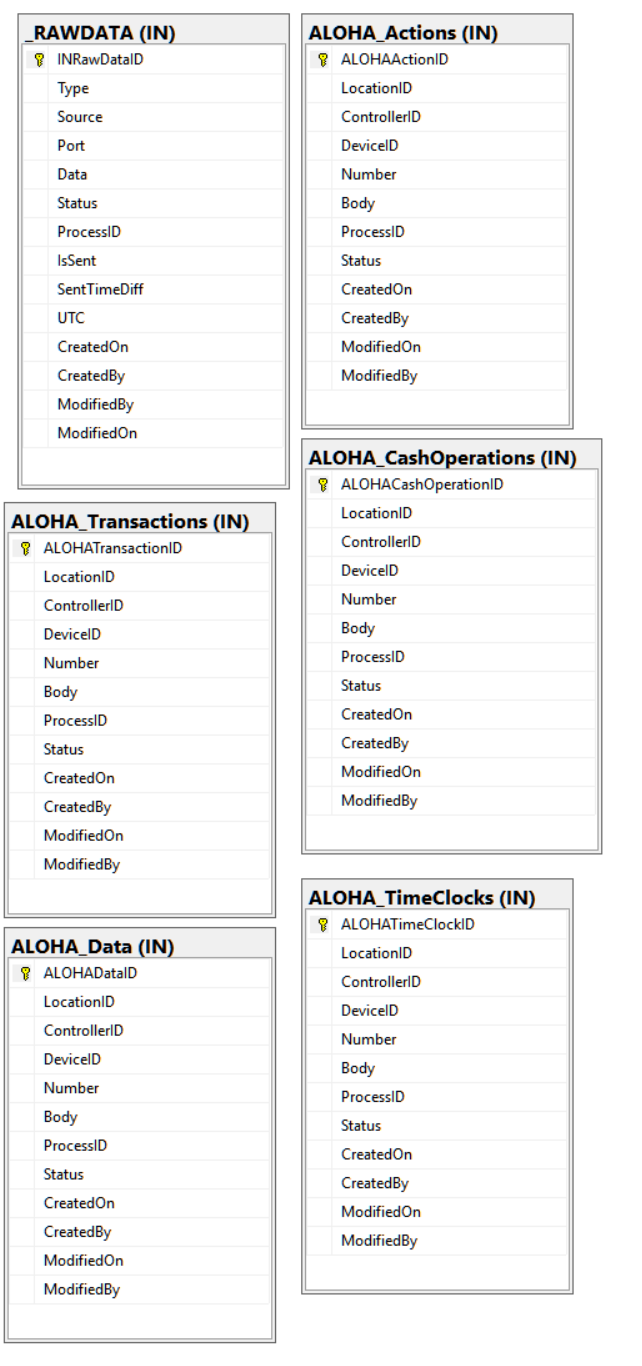 _RAWDATA (IN)
INRawDataID
Type
Source
Port
Data
Status
ProcessID
IsSent
SentTimeDiff
UTC
CreatedOn
CreatedBy
ModifiedBy
ModifiedOn
ALOHA_Actions (IN)
ALOHAActionID
LocationID
ControllerID
DeviceID
Number
Body
ProcessID
Status
CreatedOn
CreatedBy
ModifiedOn
ModifiedBy
ALOHA_CashOperations (IN)
ALOHACashOperationID
LocationID
ControllerID
DeviceID
Number
Body
ProcessID
Status
CreatedOn
CreatedBy
ModifiedOn
ModifiedBy
ALOHA_Transactions (IN)
ALOHATransactionID
LocationID
ControllerID
DeviceID
Number
Body
ProcessID
Status
CreatedOn
CreatedBy
ModifiedOn
ModifiedBy
ALOHA_TimeClocks (IN)
ALOHATimeClockID
LocationID
ControllerID
DeviceID
Number
Body
ProcessID
Status
CreatedOn
CreatedBy
ModifiedOn
ModifiedBy
ALOHA_Data (IN)
ALOHADataID
LocationID
ControllerID
DeviceID
Number
Body
ProcessID
Status
CreatedOn
CreatedBy
ModifiedOn
ModifiedBy